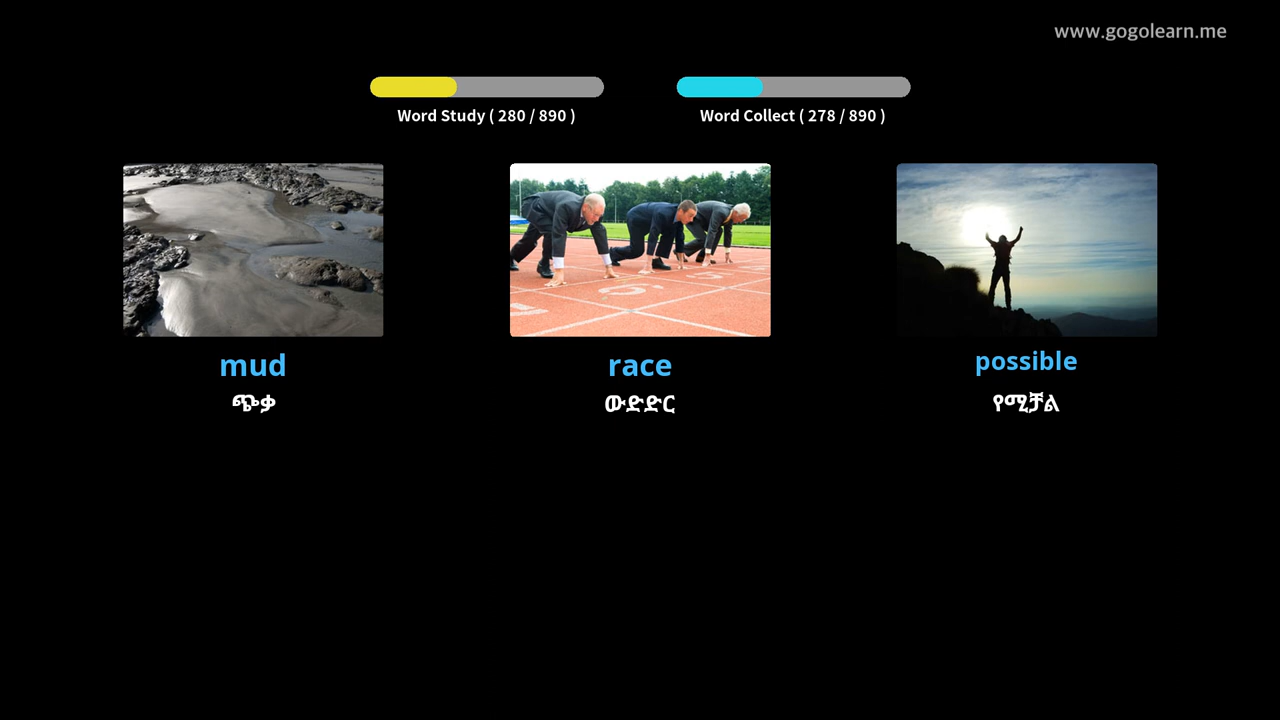 www.gogolearn.me
Word Study ( 280 / 890 )
Word Collect ( 278 / 890 )
mud
race
possible
ጭቃ
ውድድር
የሚቻል